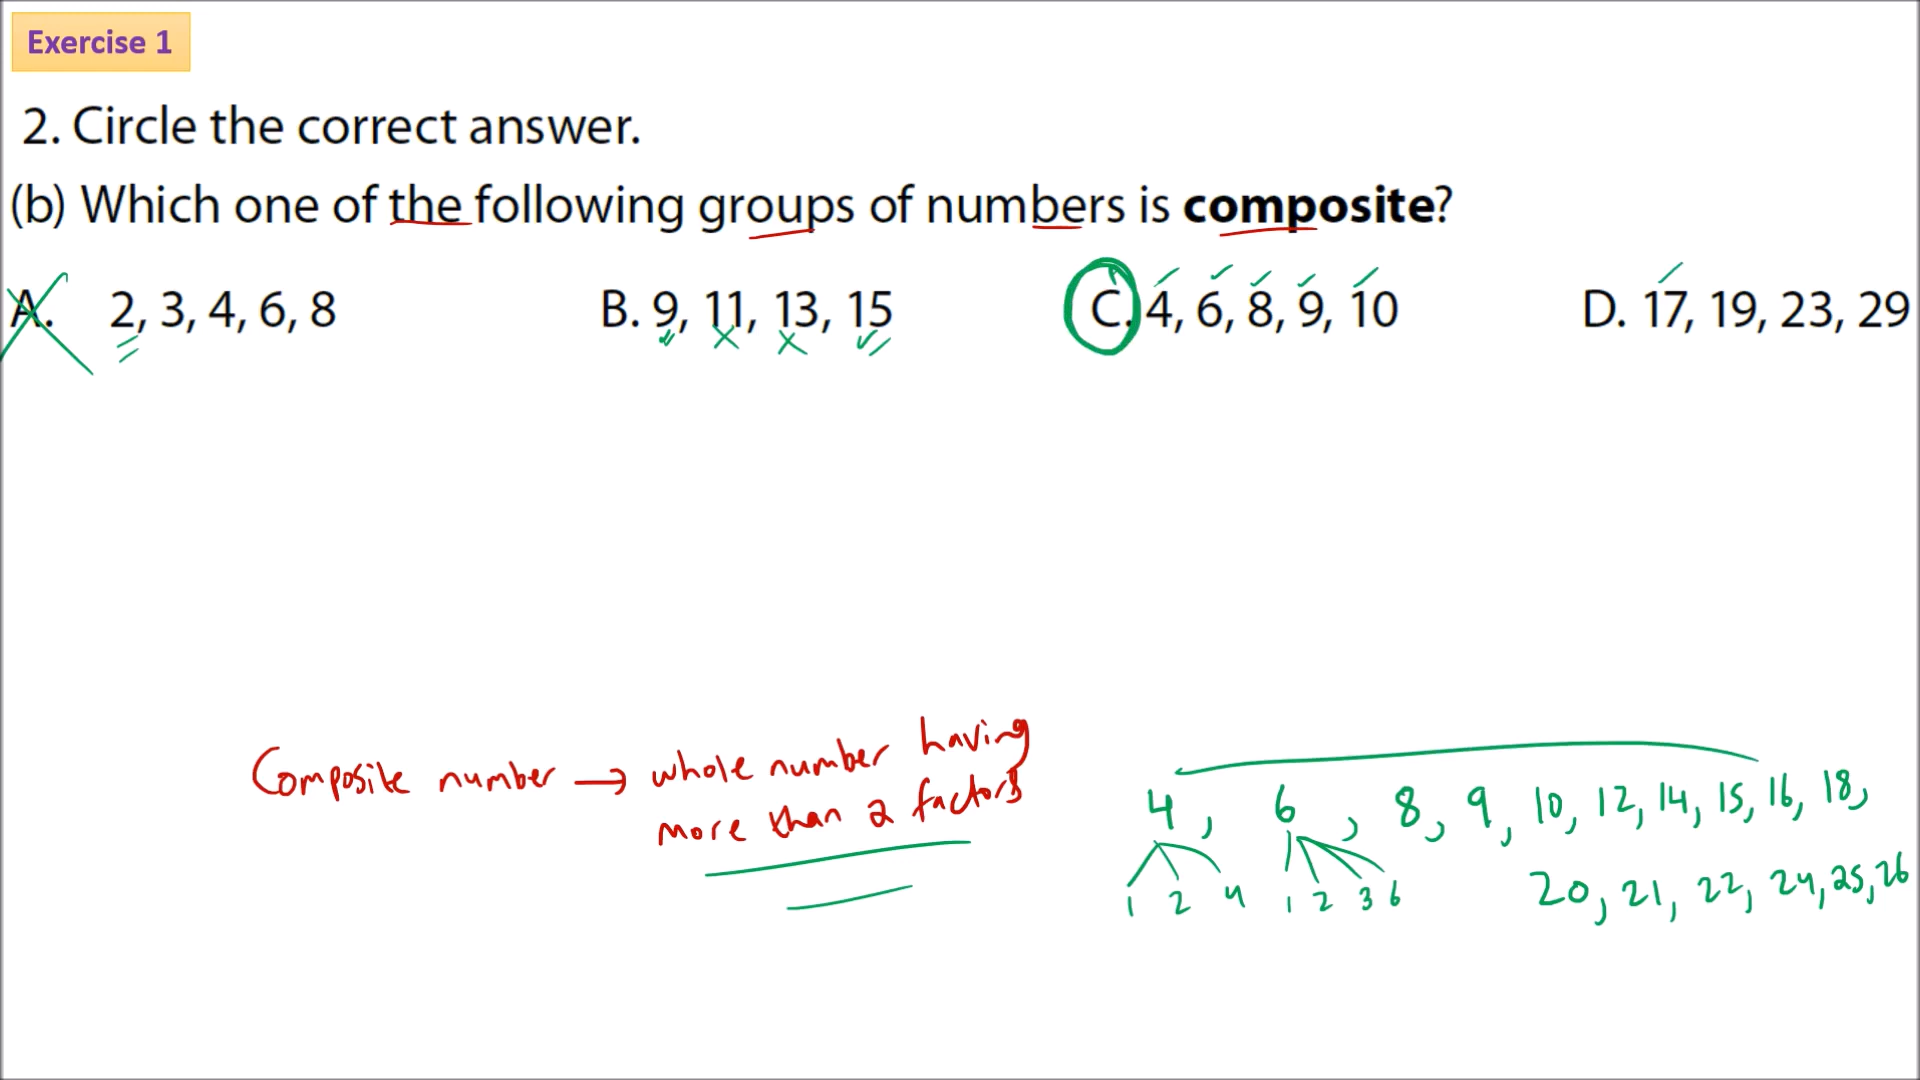 Exercise 1
2. Circle the correct answer.
(b) Which one of the following groups of numbers is composite?
A. 2, 3, 4, 6, 8 B. 9, 11, 13, 15 C. 4, 6, 8, 9, 10 D. 17, 19, 23, 29
Composite number → whole number having
more than 2 factors
4, 6, 8, 9, 10, 12, 14, 15, 16, 18,
1 2 4 1 2 3 6
20, 21, 22, 24, 25, 26